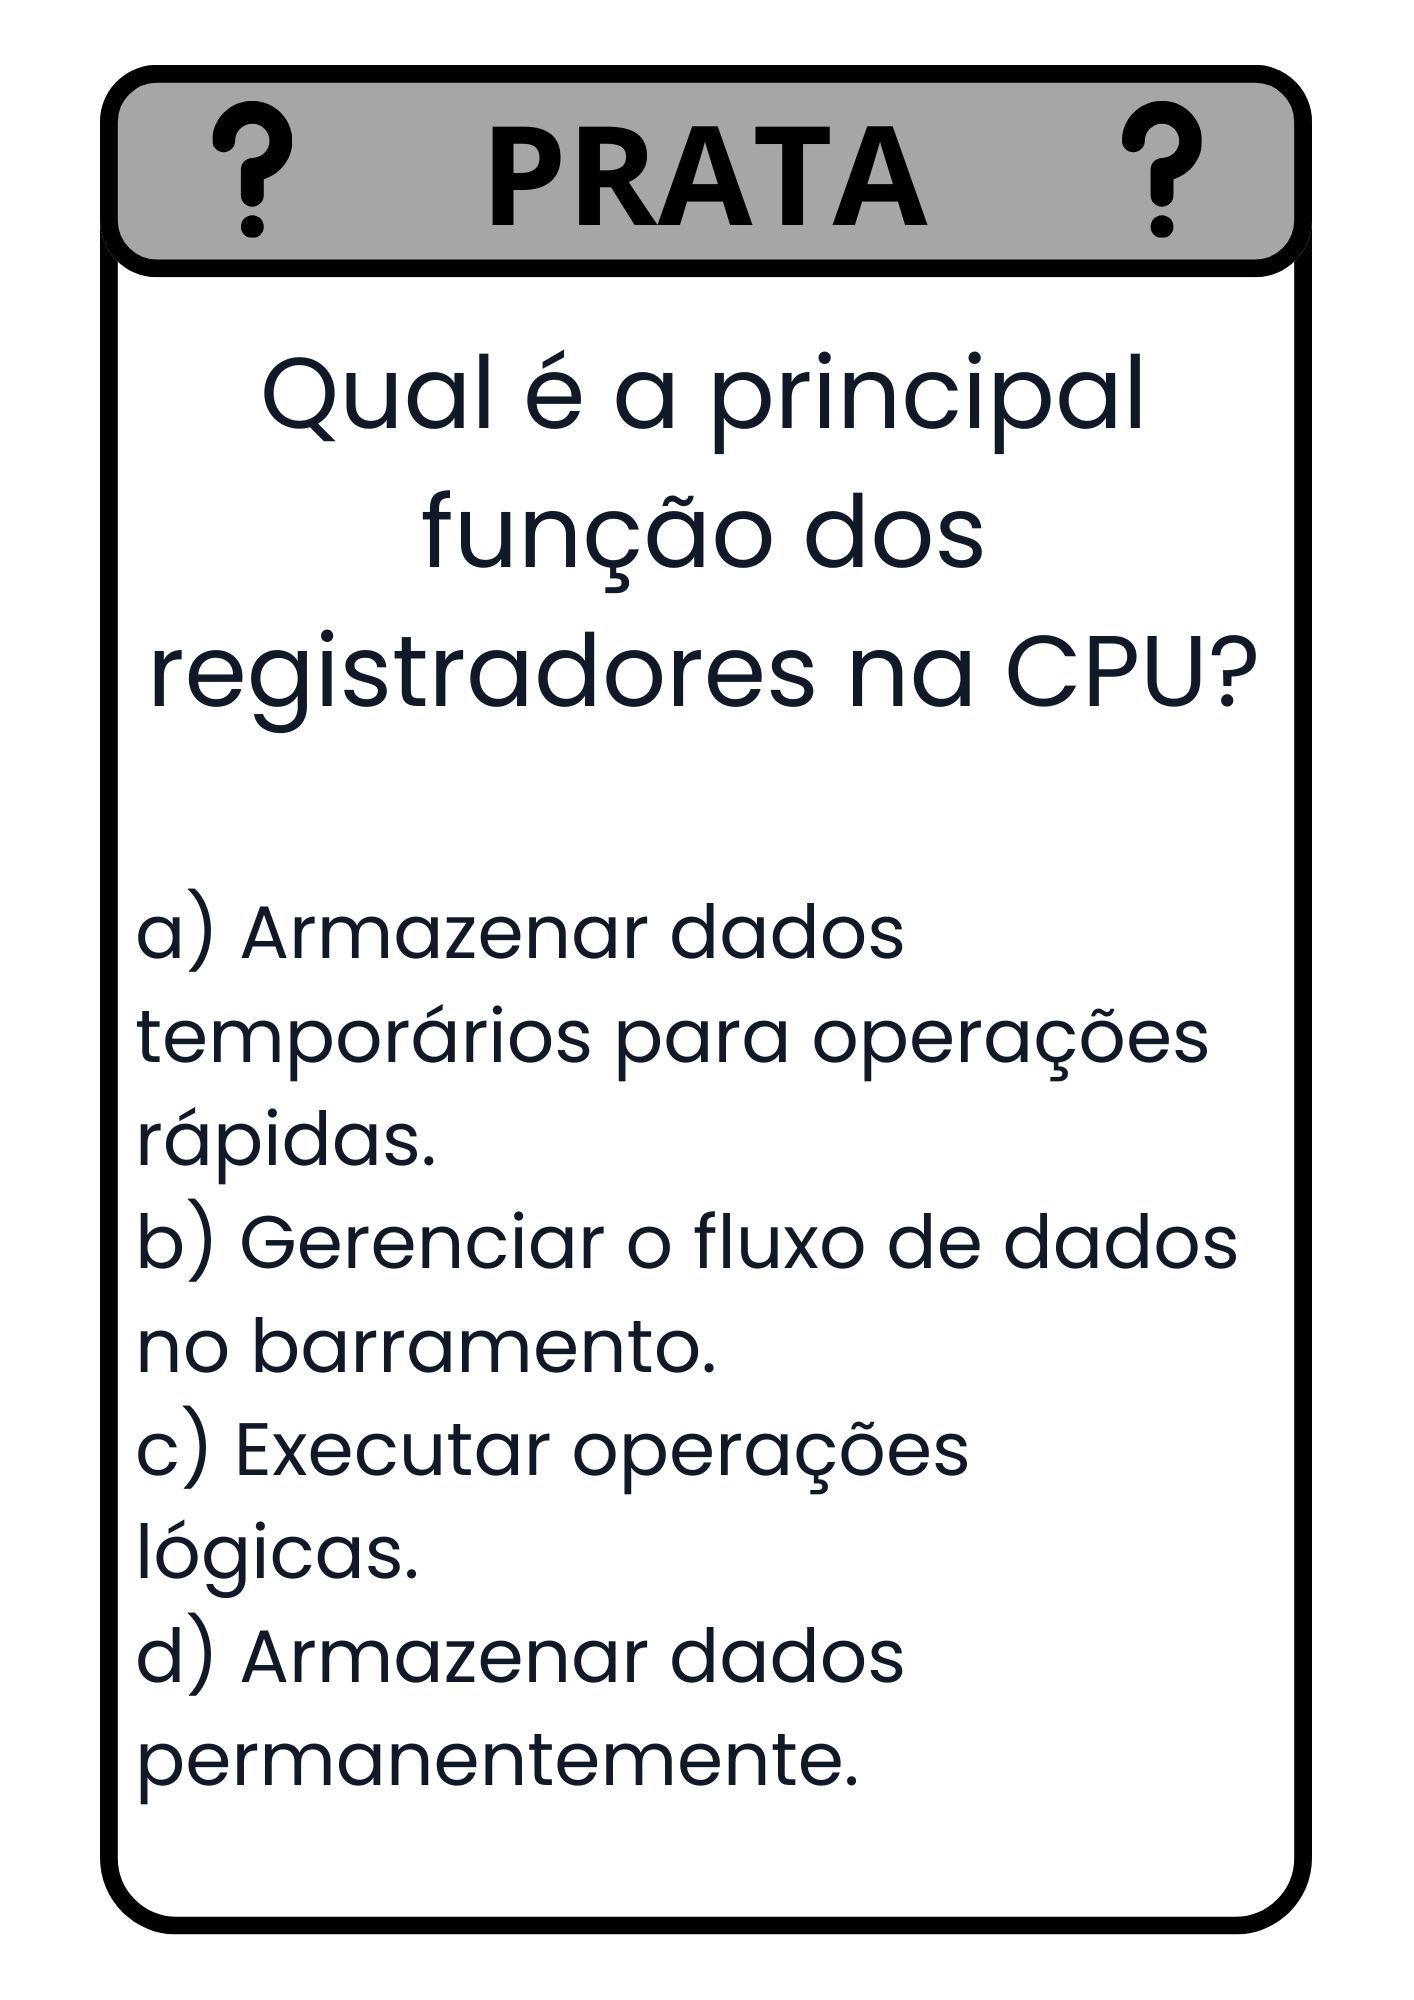 ? PRATA ?
Qual é a principal
função dos
registradores na CPU?
a) Armazenar dados
temporários para operações
rápidas.
b) Gerenciar o fluxo de dados
no barramento.
c) Executar operações
lógicas.
d) Armazenar dados
permanentemente.